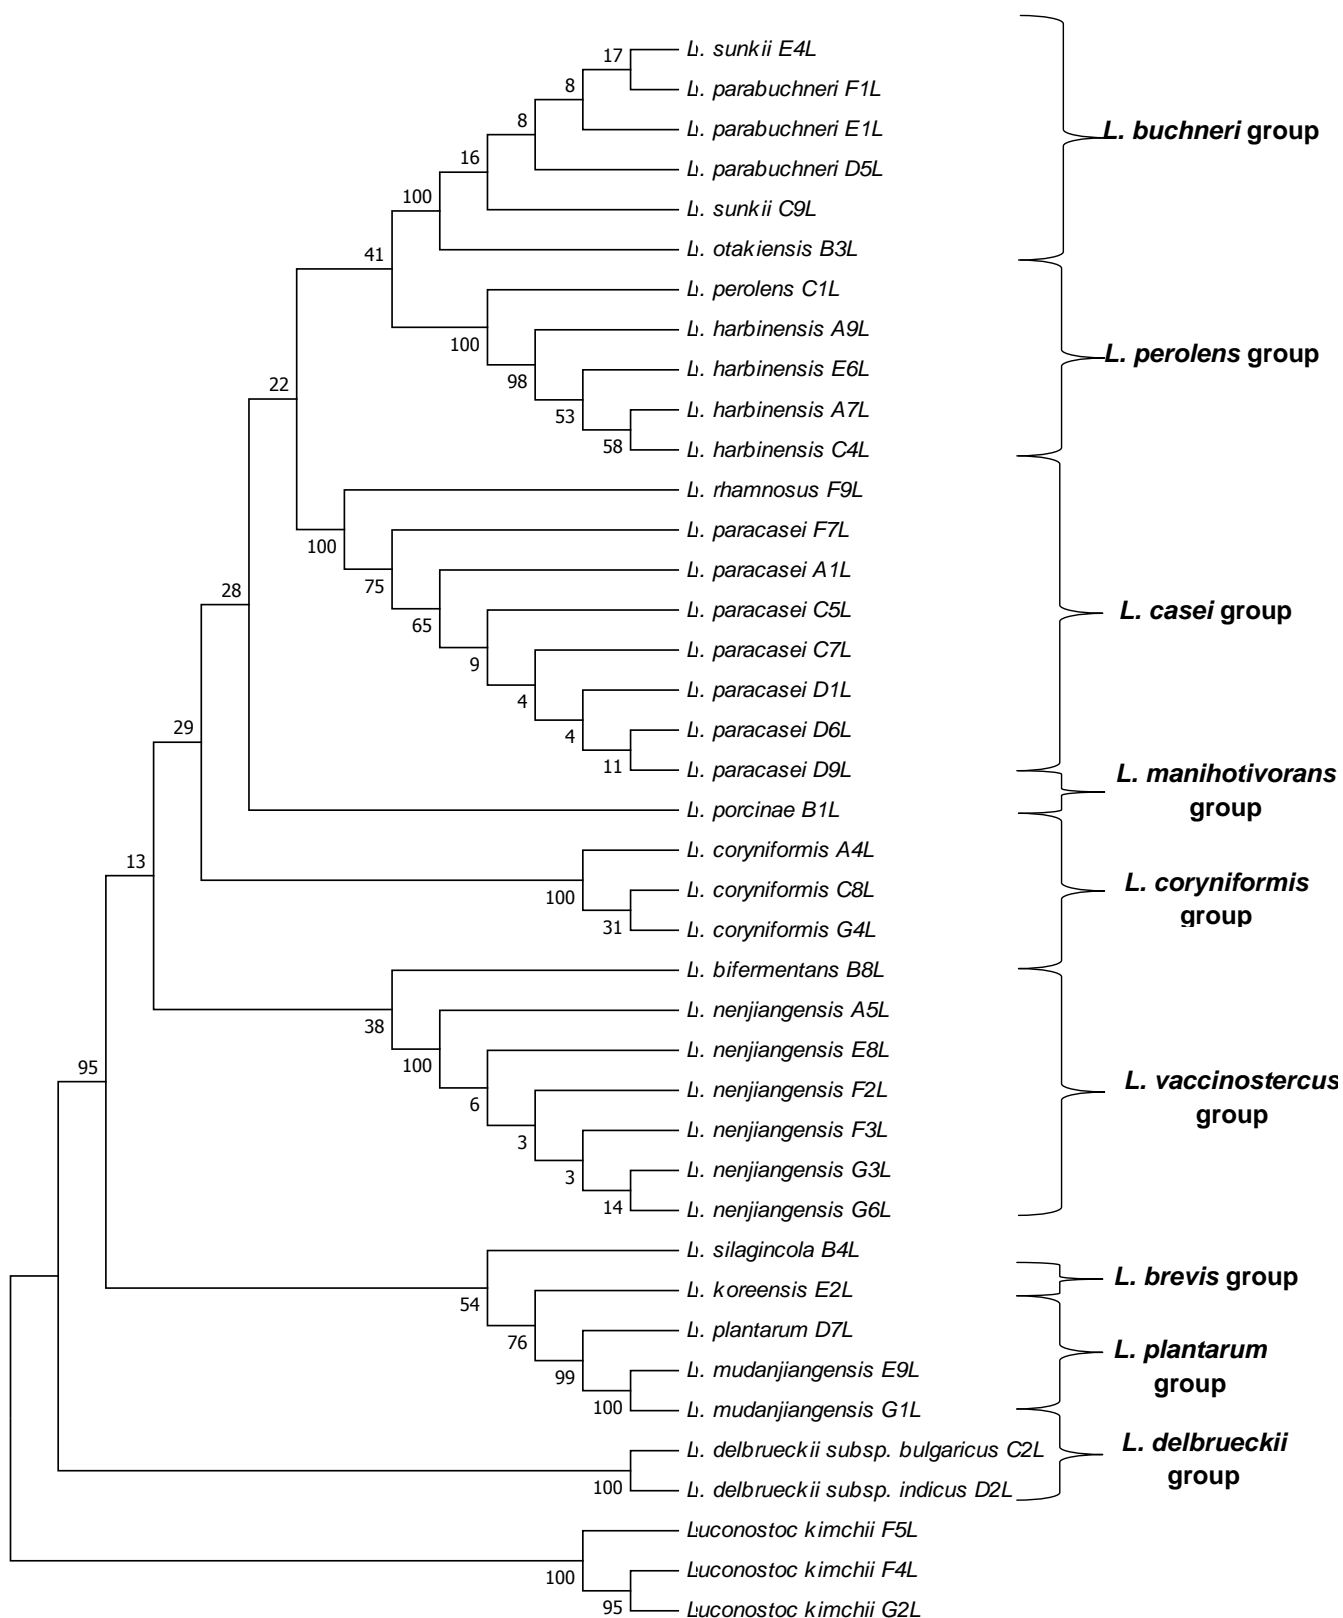 17
L. sunkii E4L
L. parabuchneri F1L
8
L. parabuchneri E1L
8
L. parabuchneri D5L
16
L. sunkii C9L
100
L. otakiensis B3L
L. buchneri group
41
L. perolens C1L
100
L. harbinensis A9L
98
L. harbinensis E6L
53
L. harbinensis A7L
58
L. harbinensis C4L
L. perolens group
22
L. rhamnosus F9L
100
L. paracasei F7L
75
L. paracasei A1L
65
L. paracasei C5L
9
L. paracasei C7L
4
L. paracasei D1L
4
L. paracasei D6L
11
L. paracasei D9L
L. casei group
28
L. porcinae B1L
L. manihotivorans
group
29
L. coryniformis A4L
100
L. coryniformis C8L
31
L. coryniformis G4L
L. coryniformis
group
13
L. bifermentans B8L
38
L. nenjiangensis A5L
100
L. nenjiangensis E8L
6
L. nenjiangensis F2L
3
L. nenjiangensis F3L
3
L. nenjiangensis G3L
14
L. nenjiangensis G6L
L. vaccinostercus
group
95
L. silagincola B4L
54
L. koreensis E2L
L. brevis group
76
L. plantarum D7L
99
L. mudanjiangensis E9L
100
L. mudanjiangensis G1L
L. plantarum
group
L. delbrueckii subsp. bulgaricus C2L
100
L. delbrueckii subsp. indicus D2L
L. delbrueckii
group
Luconostoc kimchii F5L
100
Luconostoc kimchii F4L
95
Luconostoc kimchii G2L